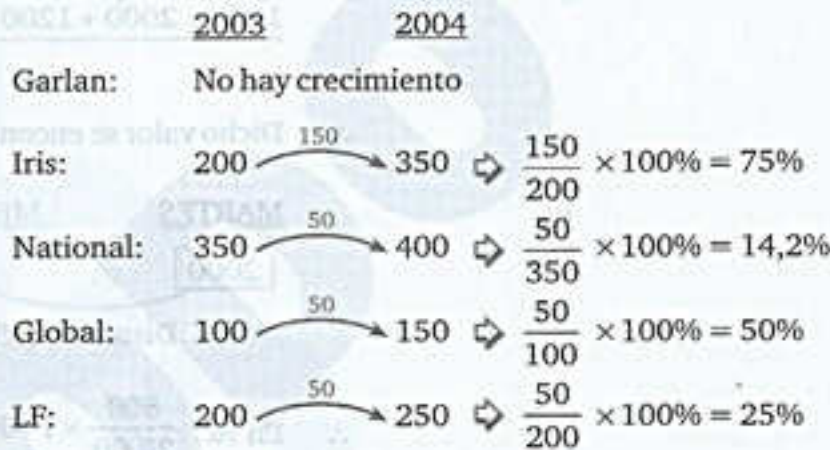 2003 2004
Garlan: No hay crecimiento
Iris: 200 150 350 ⇨ 150/200 ×100% = 75%
National: 350 50 400 ⇨ 50/350 ×100% = 14,2%
Global: 100 50 150 ⇨ 50/100 ×100% = 50%
LF: 200 50 250 ⇨ 50/200 ×100% = 25%